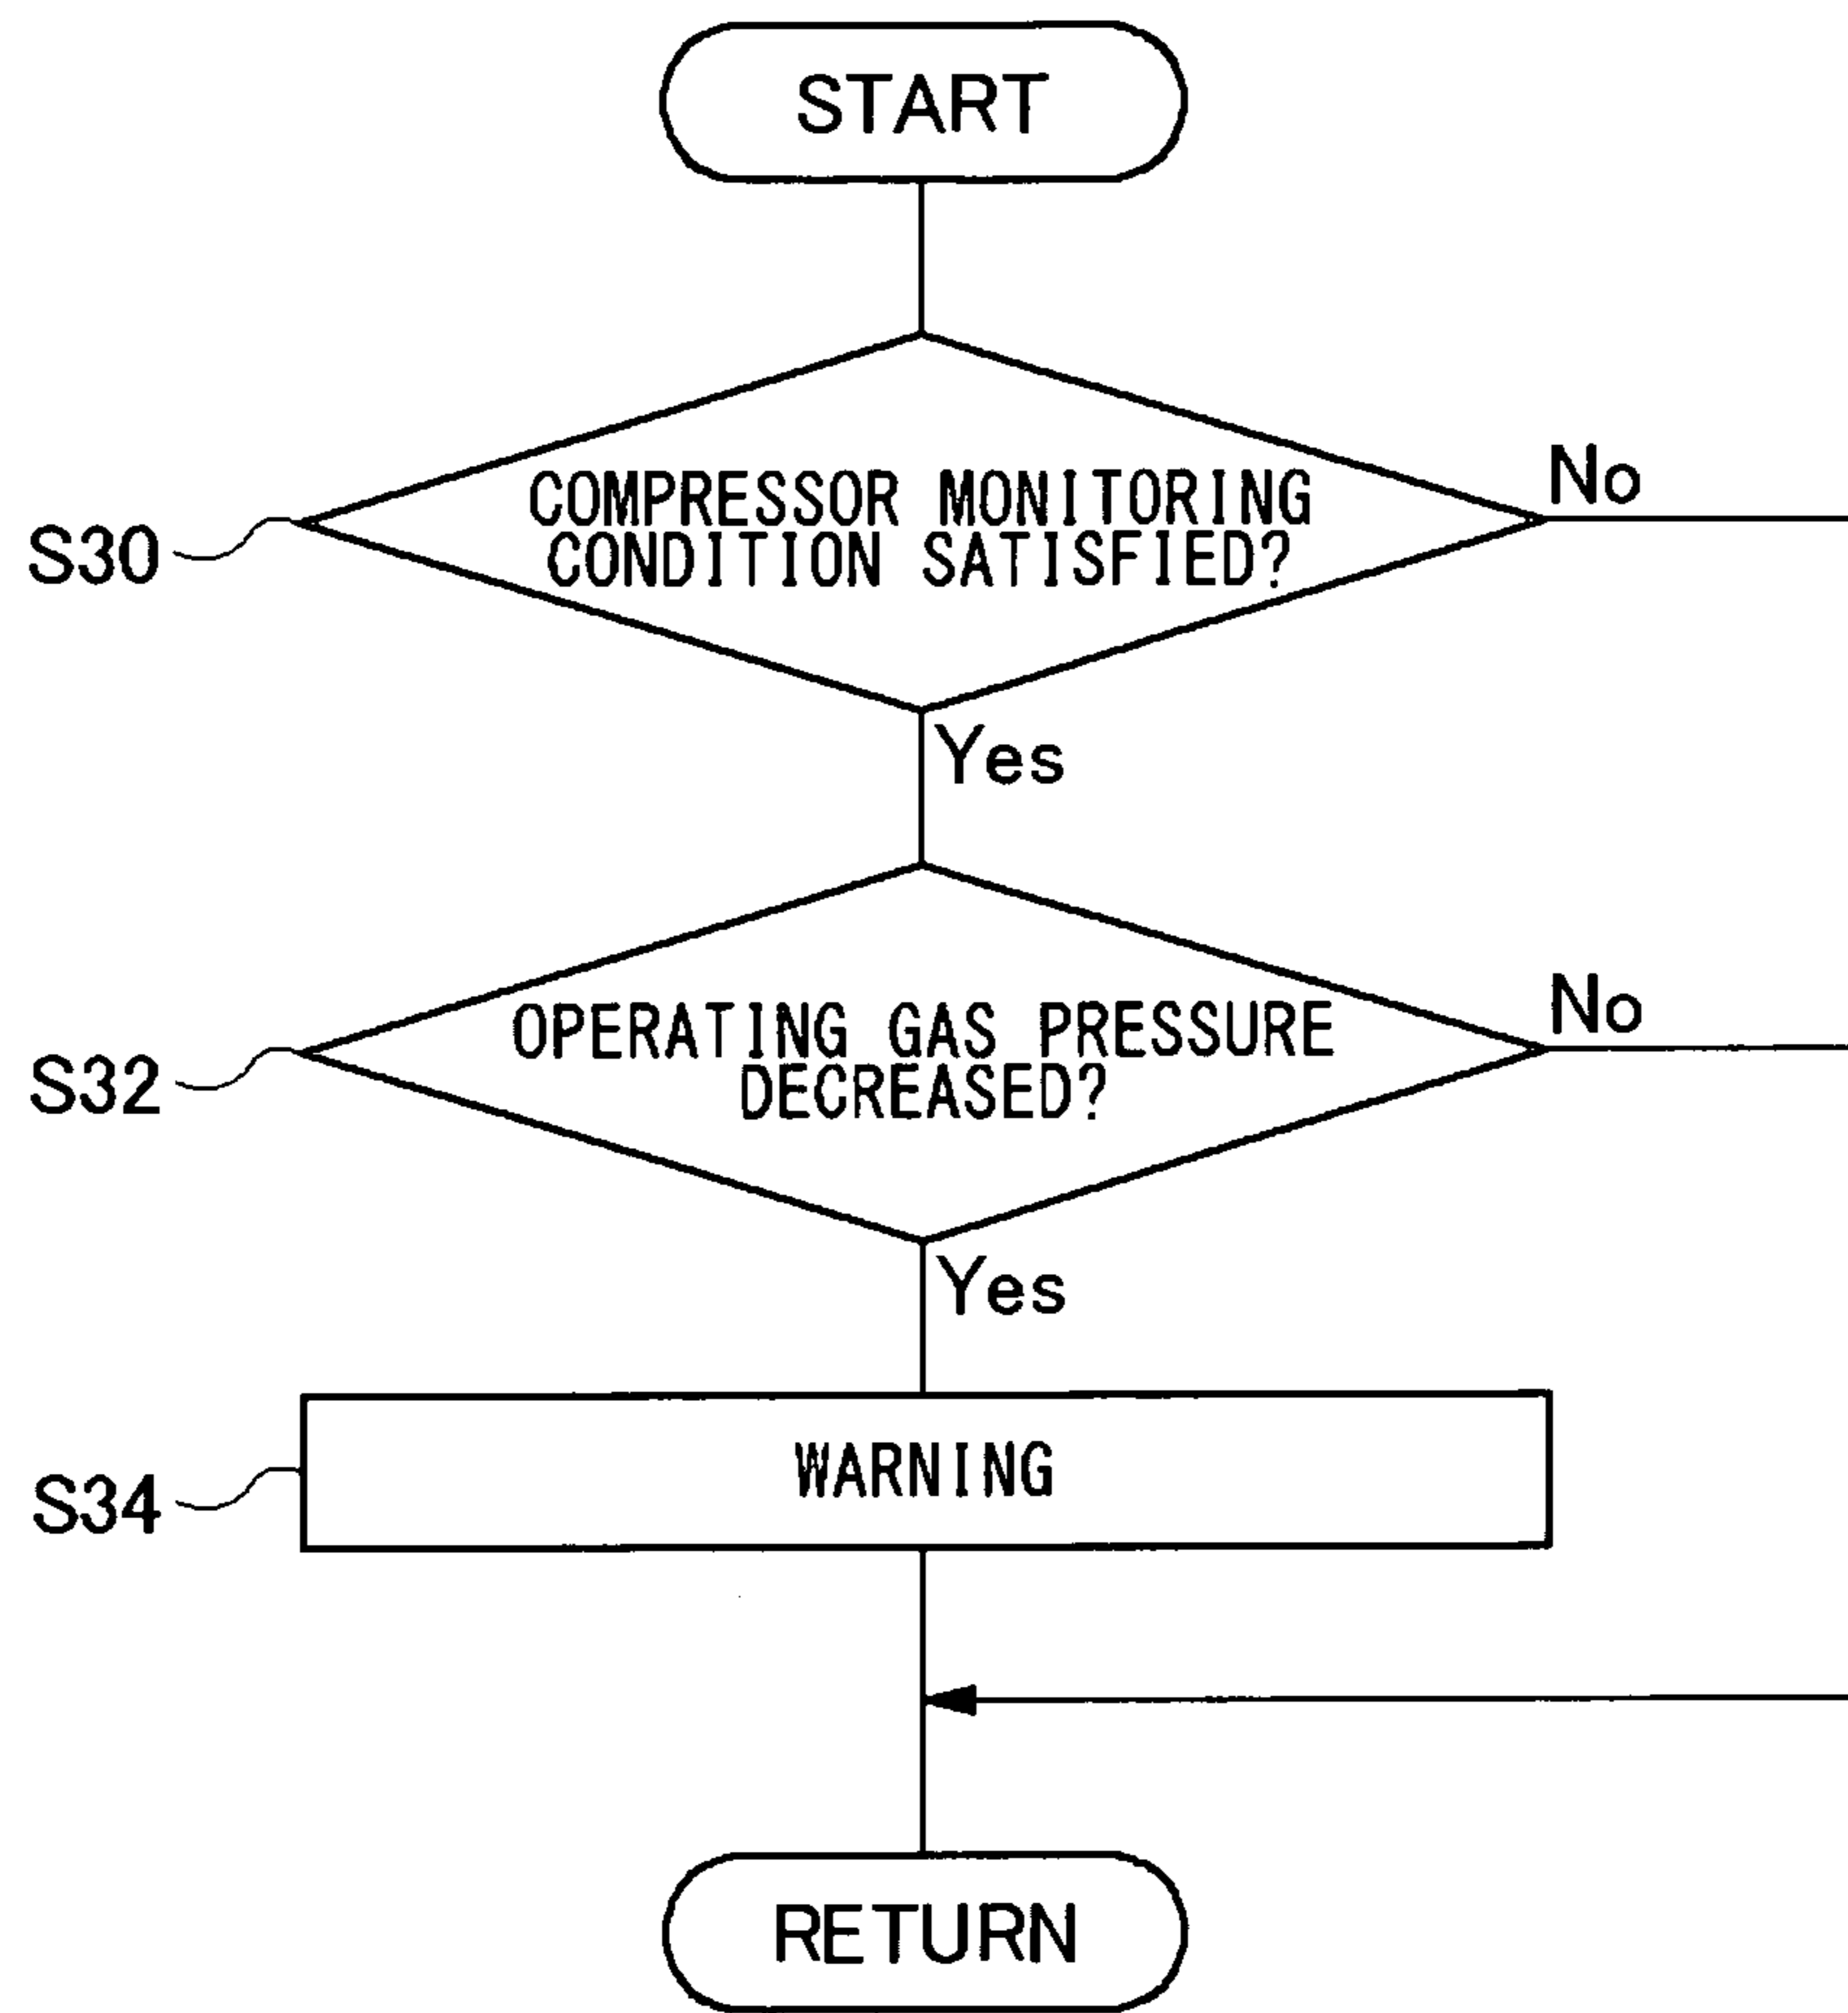 START
COMPRESSOR MONITORING
CONDITION SATISFIED?
No
S30
Yes
OPERATING GAS PRESSURE
DECREASED?
No
S32
Yes
WARNING
S34
RETURN